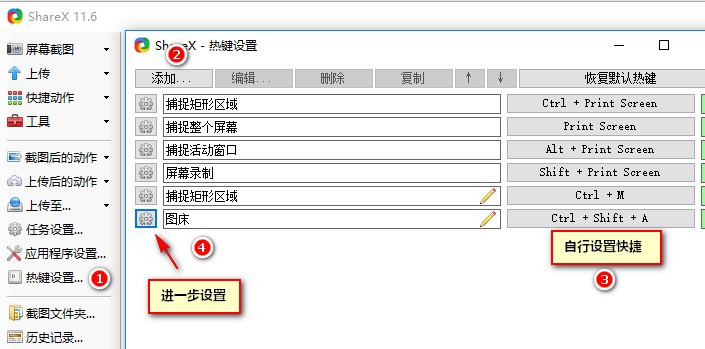 ShareX 11.6
屏幕截图
上传
快捷动作
工具
截图后的动作
上传后的动作
上传至...
任务设置...
应用程序设置...
热键设置... 1
截图文件夹...
历史记录...
ShareX - 热键设置
2
添加... 编辑... 删除 复制 ↑ ↓ 恢复默认热键
捕捉矩形区域 Ctrl + Print Screen
捕捉整个屏幕 Print Screen
捕捉活动窗口 Alt + Print Screen
屏幕录制 Shift + Print Screen
捕捉矩形区域 Ctrl + M
图床 Ctrl + Shift + A
4
进一步设置
自行设置快捷
3